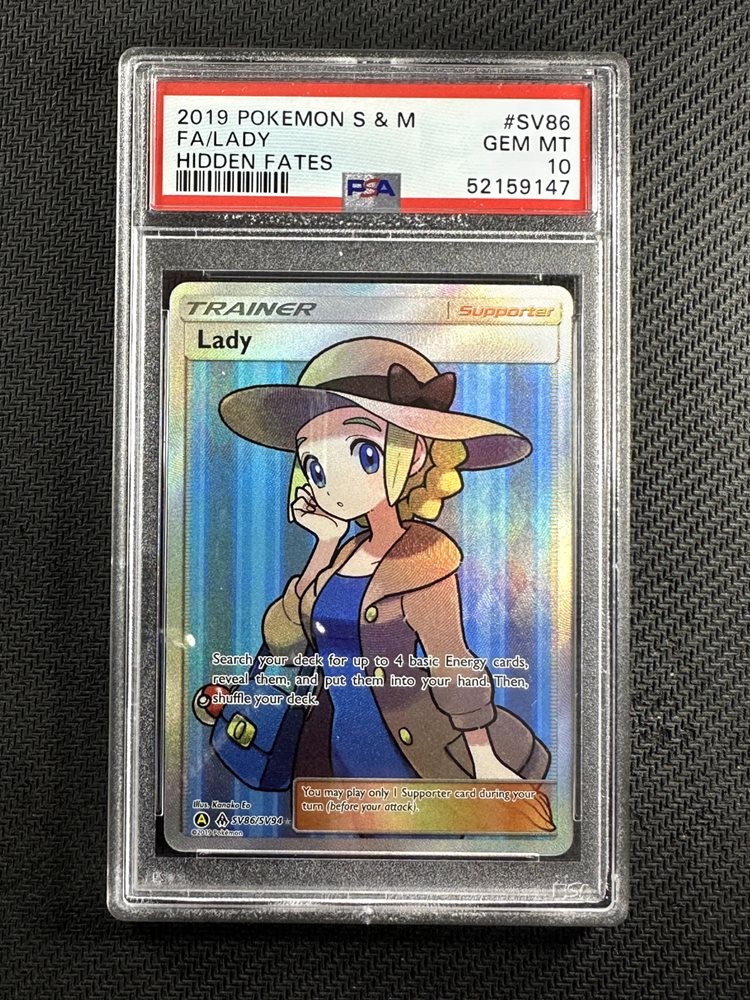 2019 POKEMON S & M #SV86
FA/LADY GEM MT
HIDDEN FATES 10
PSA 52159147
TRAINER Supporter
Lady
Search your deck for up to 4 basic Energy cards,
reveal them, and put them into your hand. Then,
shuffle your deck.
You may play only 1 Supporter card during your
turn (before your attack).
Illus. Kanako Eo
A SV86/SV94
©2019 Pokémon